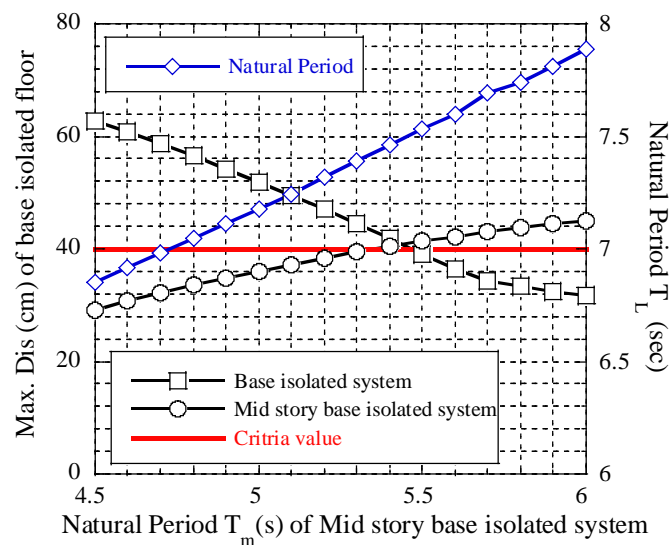 80
60
40
20
0
Max. Dis (cm) of base isolated floor
Natural Period
Base isolated system
Mid story base isolated system
Critria value
8
7.5
7
6.5
6
Natural Period T_L (sec)
4.5 5 5.5 6
Natural Period T_m(s) of Mid story base isolated system